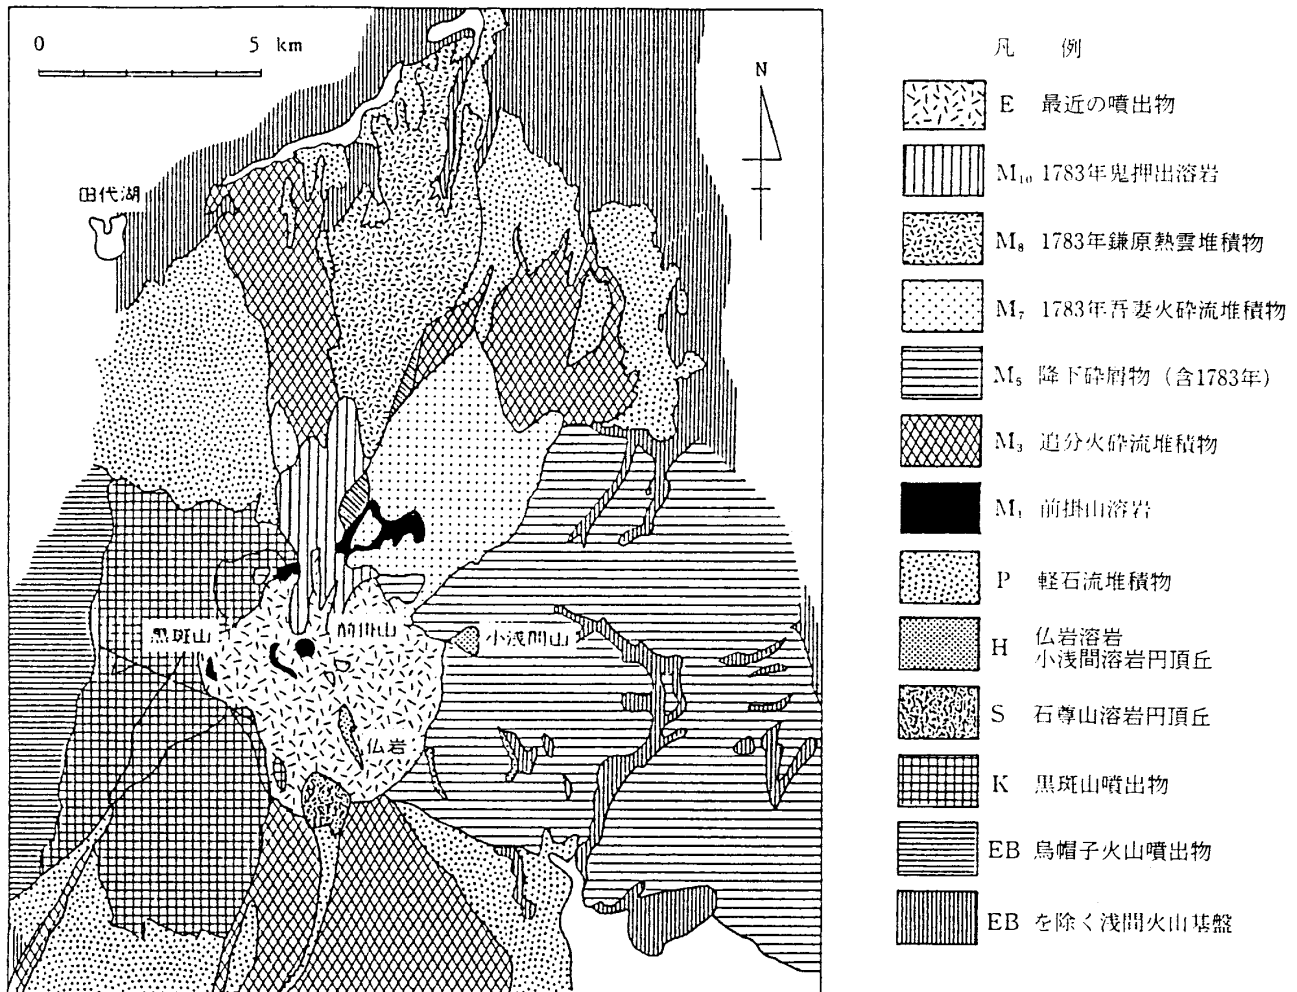 0 5 km
N
田代湖
黒斑山
前掛山
小浅間山
仏岩
凡 例
E 最近の噴出物
M₁₀ 1783年鬼押出溶岩
M₈ 1783年鎌原熱雲堆積物
M₇ 1783年吾妻火砕流堆積物
M₅ 降下砕屑物(含1783年)
M₃ 追分火砕流堆積物
M₁ 前掛山溶岩
P 軽石流堆積物
H 仏岩溶岩
小浅間溶岩円頂丘
S 石尊山溶岩円頂丘
K 黒斑山噴出物
EB 烏帽子火山噴出物
EB を除く浅間火山基盤